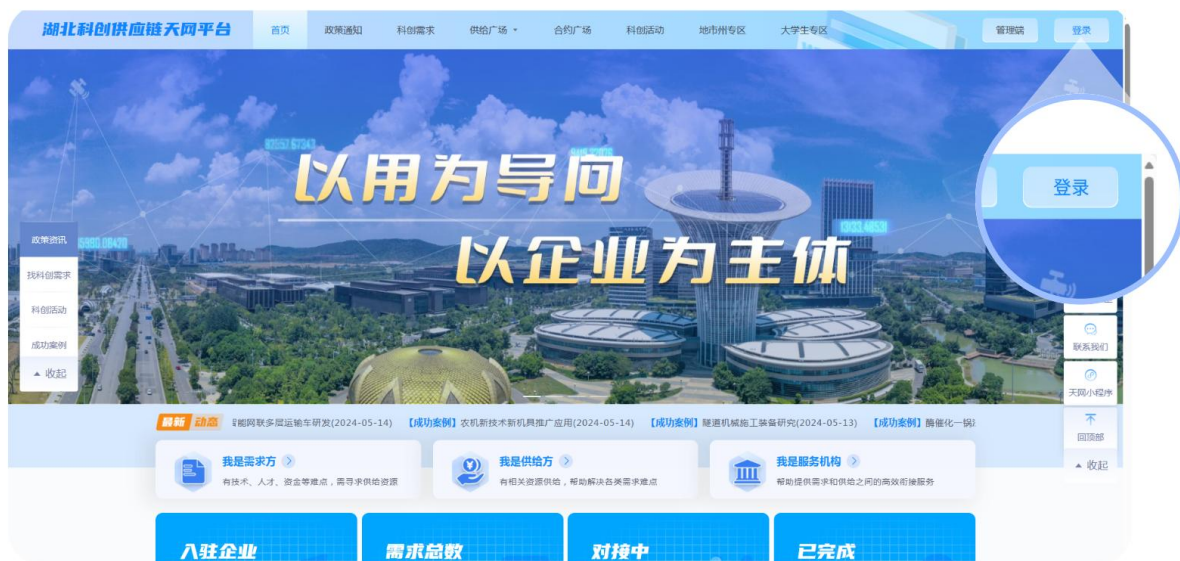 湖北科创供应链天网平台 首页 政策通知 科创需求 供给广场 合约广场 科创活动 地市州专区 大学生专区 管理端 登录
登录
以用为导向
以企业为主体
政策资讯
找科创需求
科创活动
成功案例
收起
联系我们
天网小程序
回顶部
收起
最新 动态 能网联多层运输车研发(2024-05-14) 【成功案例】农机新技术新机具推广应用(2024-05-14) 【成功案例】隧道机械施工装备研究(2024-05-13) 【成功案例】酶催化一锅
我是需求方
有技术、人才、资金等难点，需寻求供给资源
我是供给方
有相关资源供给，帮助解决各类需求难点
我是服务机构
帮助提供需求和供给之间的高效衔接服务
入驻企业 需求总数 对接中 已完成